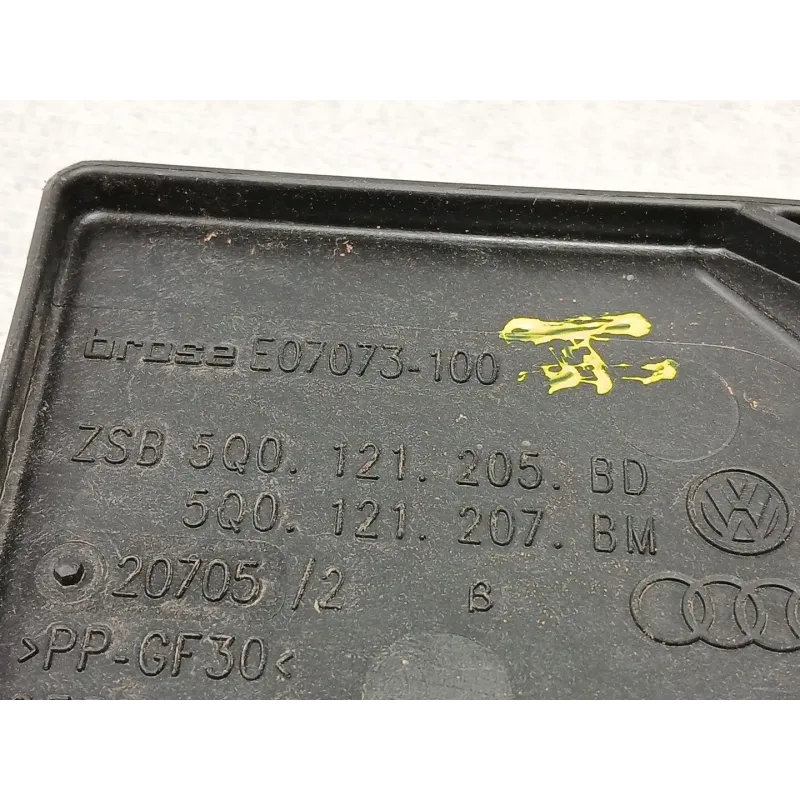 brose E07073-100
ZSB 5Q0.121.205.BD
5Q0.121.207.BM
20705/2 B
>PP-GF30<